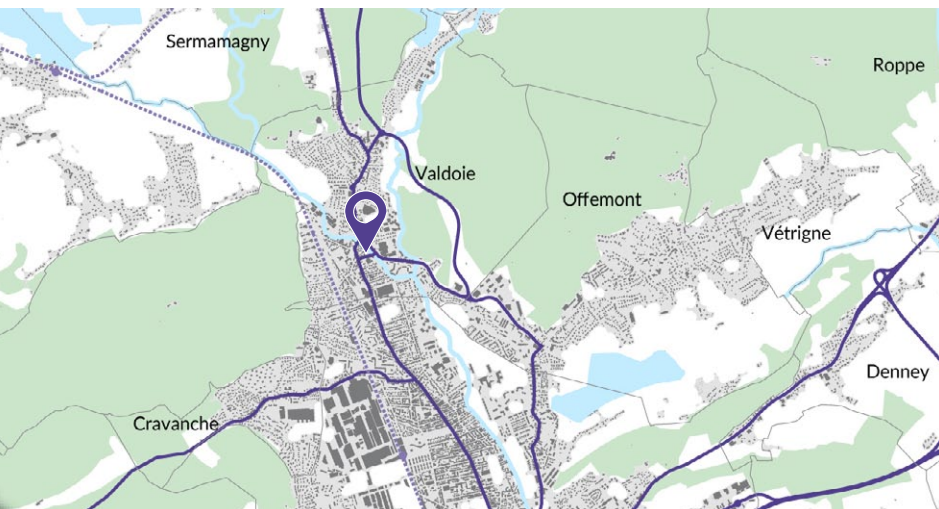 Sermamagny
Roppe
Valdoie
Offemont
Vétrigne
Denney
Cravanche